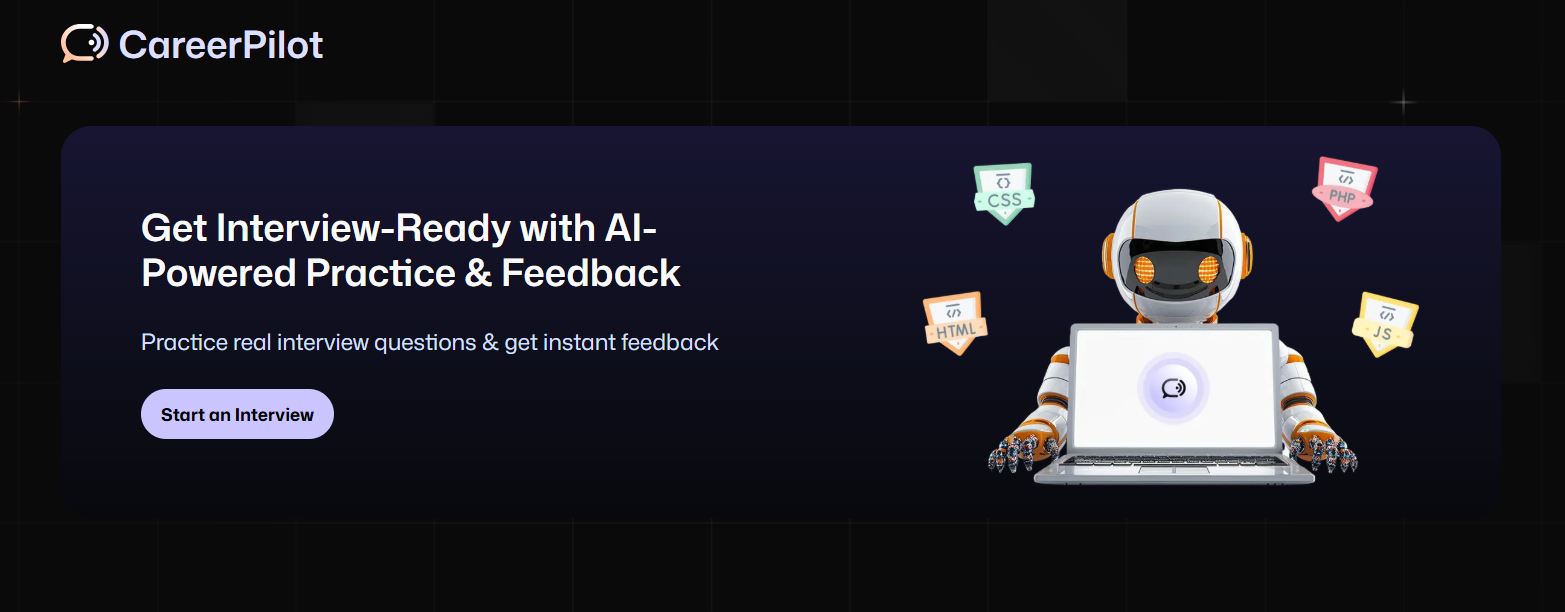 CareerPilot
Get Interview-Ready with AI-
Powered Practice & Feedback
Practice real interview questions & get instant feedback
Start an Interview
CSS
PHP
HTML
JS